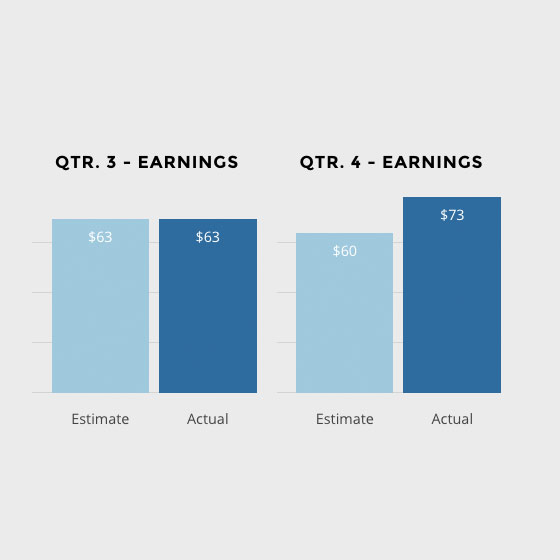 QTR. 3 - EARNINGS
$63
$63
Estimate
Actual
QTR. 4 - EARNINGS
$60
$73
Estimate
Actual